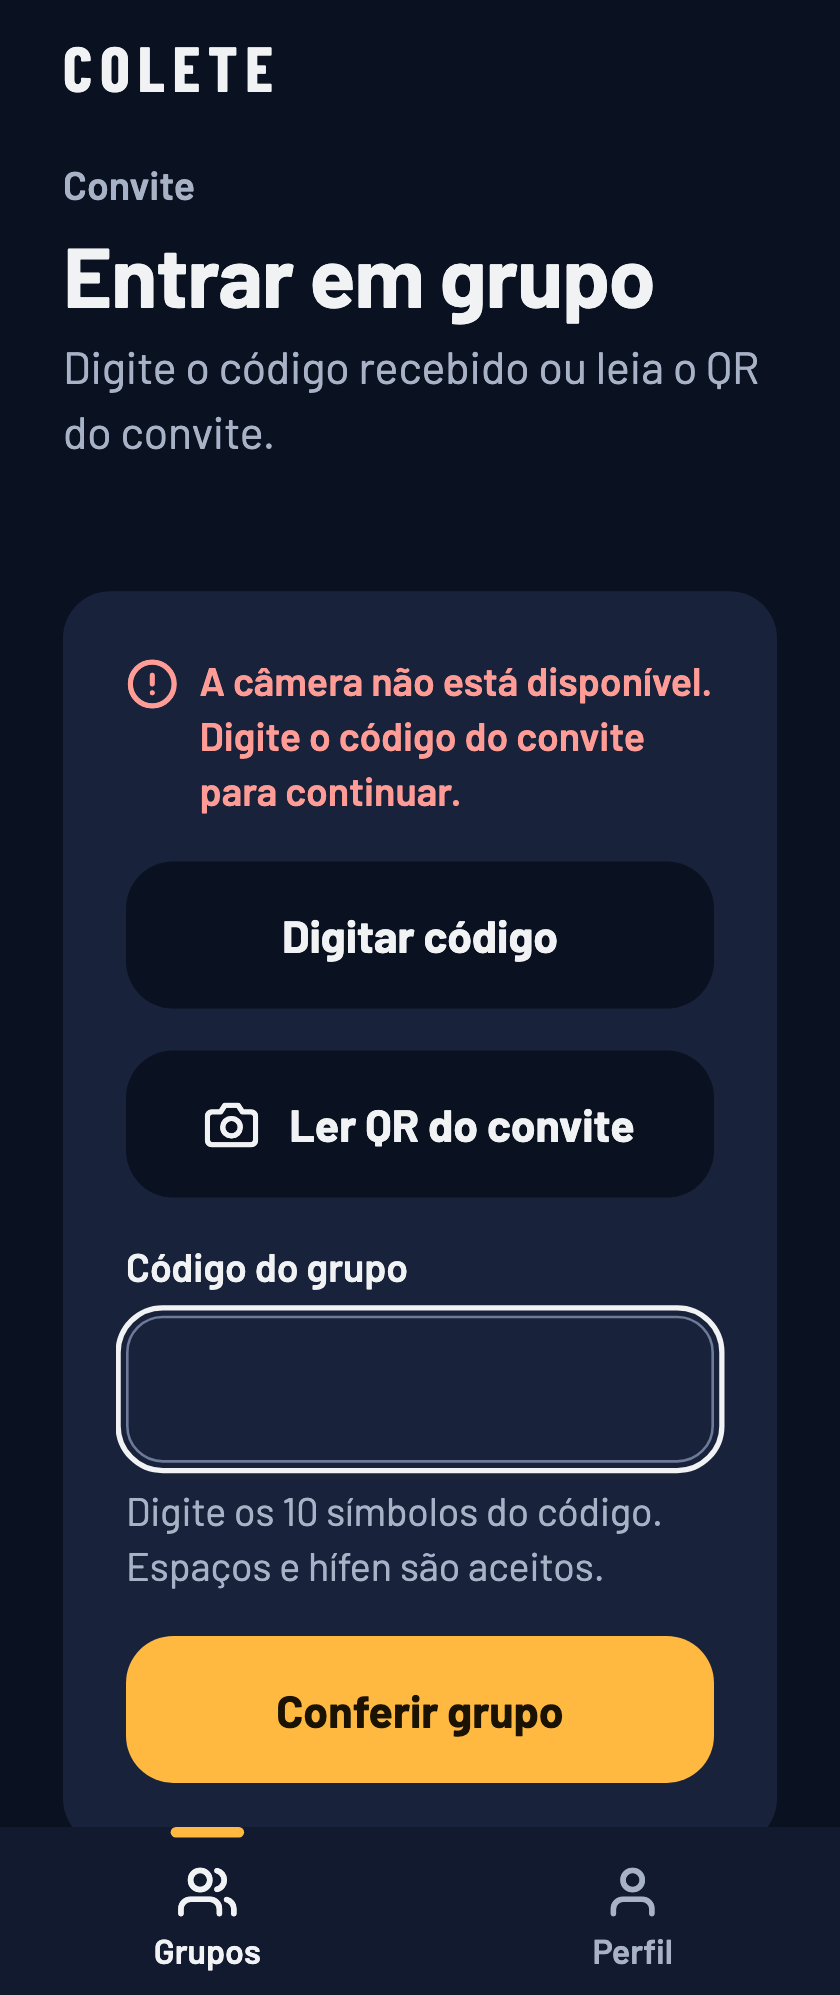 COLETE
Convite
Entrar em grupo
Digite o código recebido ou leia o QR
do convite.
A câmera não está disponível.
Digite o código do convite
para continuar.
Digitar código
Ler QR do convite
Código do grupo
Digite os 10 símbolos do código.
Espaços e hífen são aceitos.
Conferir grupo
Grupos
Perfil